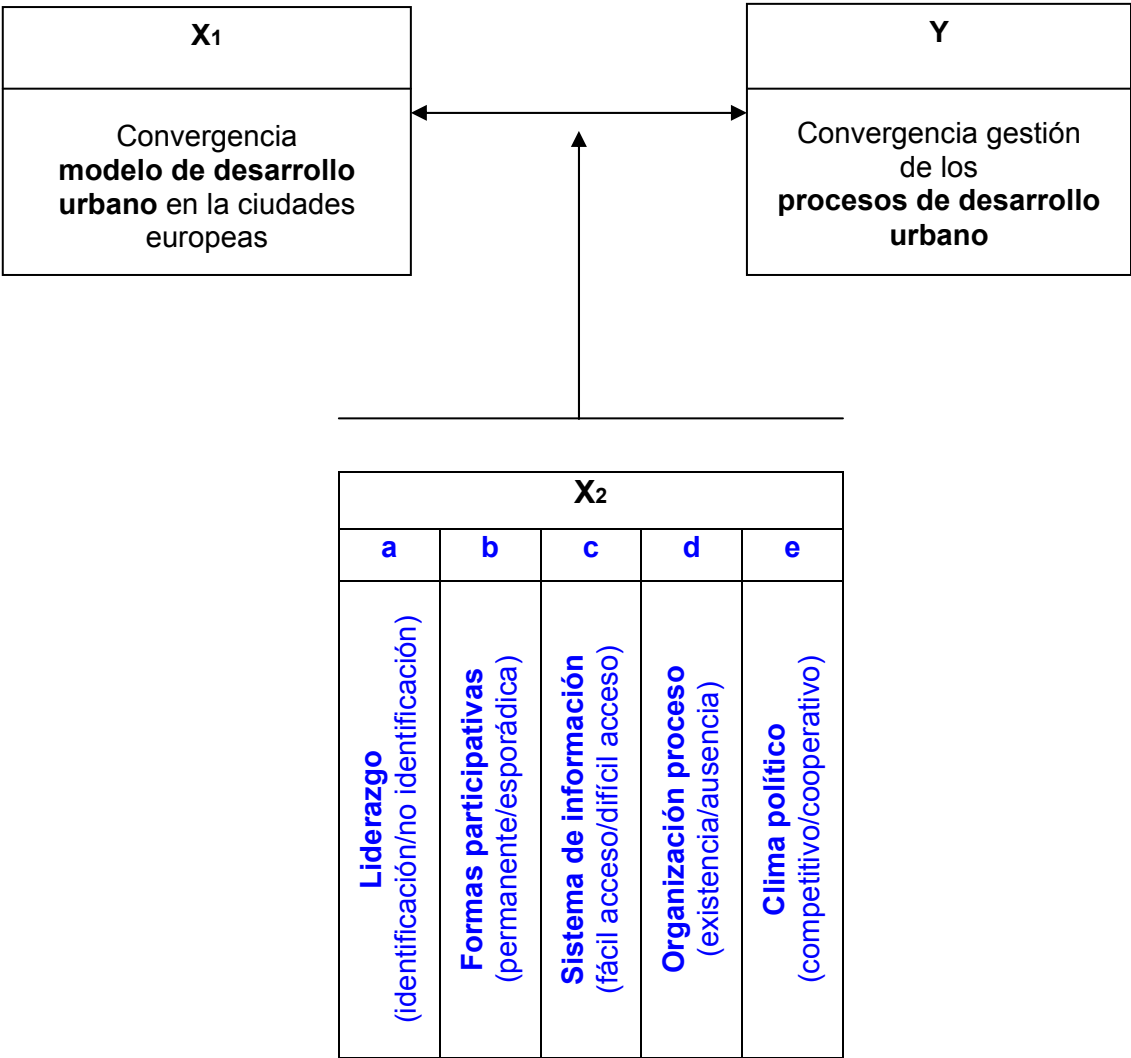 X1
Convergencia
modelo de desarrollo
urbano en la ciudades
europeas
Y
Convergencia gestión
de los
procesos de desarrollo
urbano
X2
a
b
c
d
e
Liderazgo
(identificación/no identificación)
Formas participativas
(permanente/esporádica)
Sistema de información
(fácil acceso/difícil acceso)
Organización proceso
(existencia/ausencia)
Clima político
(competitivo/cooperativo)